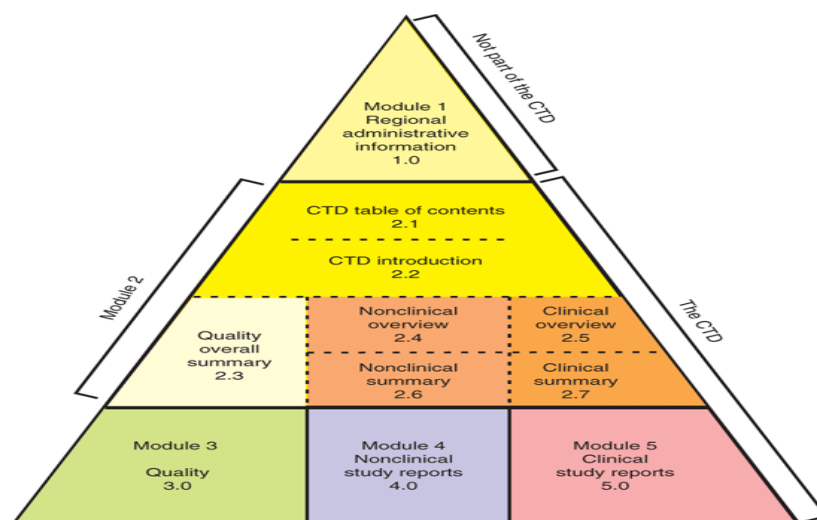 Not part of the CTD
Module 1
Regional
administrative
information
1.0
Module 2
The CTD
CTD table of contents
2.1
CTD introduction
2.2
Quality
overall
summary
2.3
Nonclinical
overview
2.4
Clinical
overview
2.5
Nonclinical
summary
2.6
Clinical
summary
2.7
Module 3
Quality
3.0
Module 4
Nonclinical
study reports
4.0
Module 5
Clinical
study reports
5.0